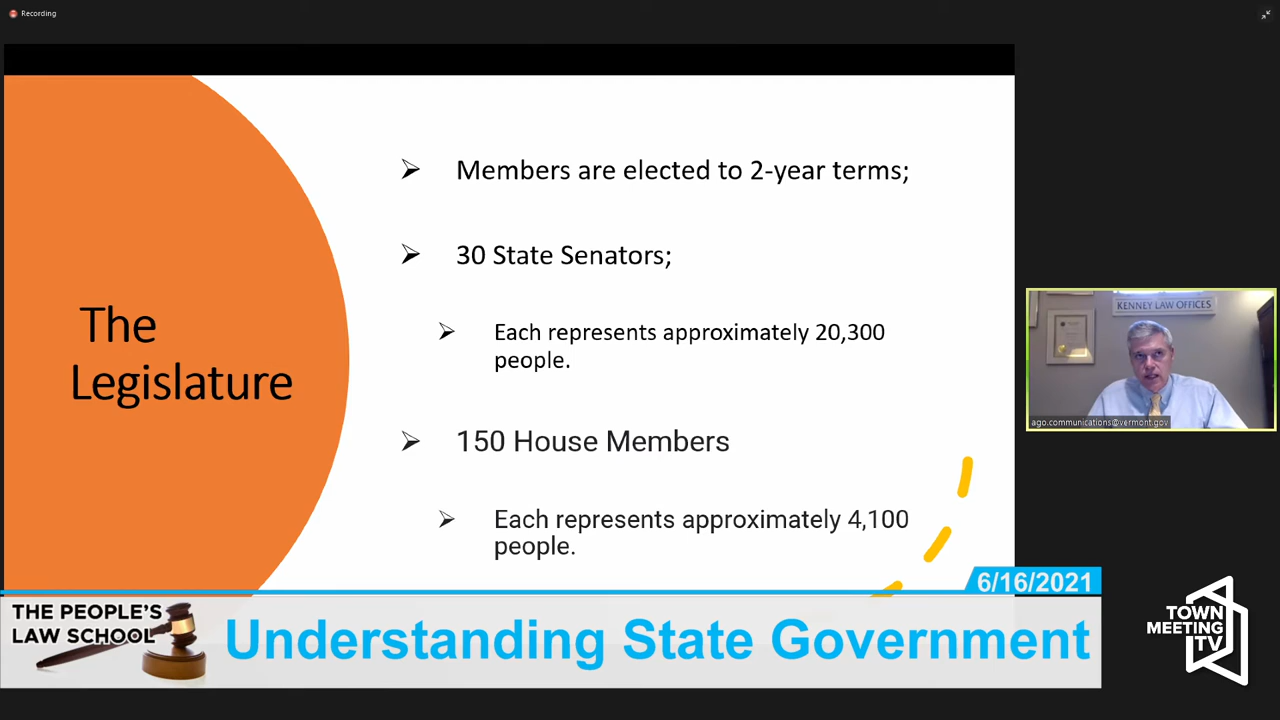 Recording
The
Legislature
Members are elected to 2-year terms;
30 State Senators;
Each represents approximately 20,300
people.
150 House Members
Each represents approximately 4,100
people.
KENNEY LAW OFFICES
ago.communications@vermont.gov
6/16/2021
THE PEOPLE'S
LAW SCHOOL
Understanding State Government
TOWN
MEETING
TV